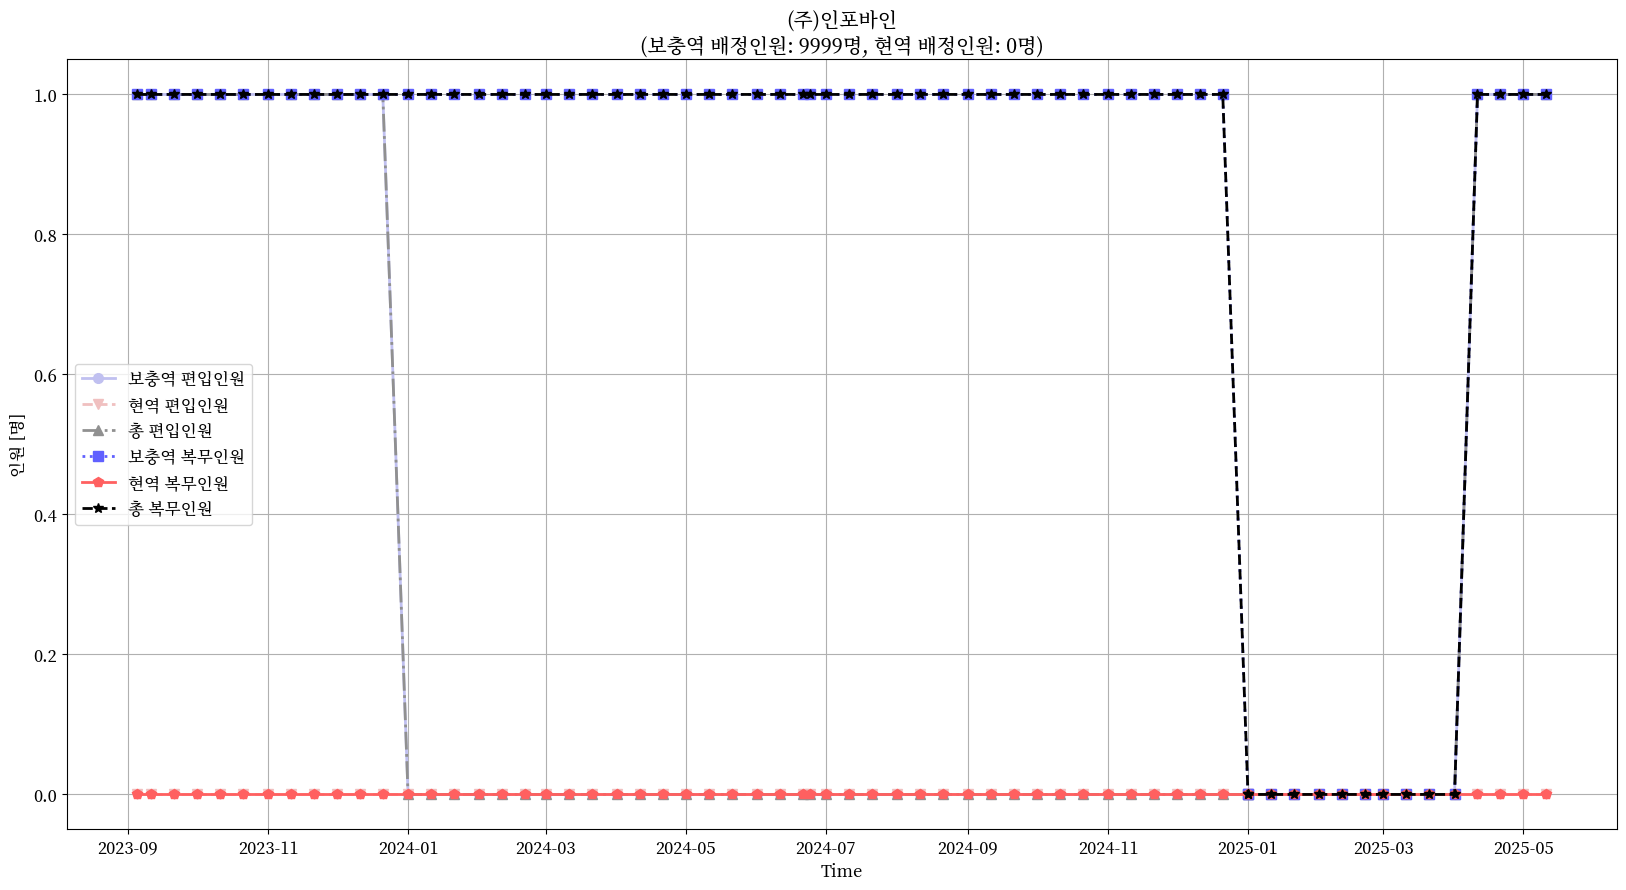 (주)인포바인
(보충역 배정인원: 9999명, 현역 배정인원: 0명)
인원 [명]
1.0
0.8
0.6
0.4
0.2
0.0
보충역 편입인원
현역 편입인원
총 편입인원
보충역 복무인원
현역 복무인원
총 복무인원
2023-09 2023-11 2024-01 2024-03 2024-05 2024-07 2024-09 2024-11 2025-01 2025-03 2025-05
Time